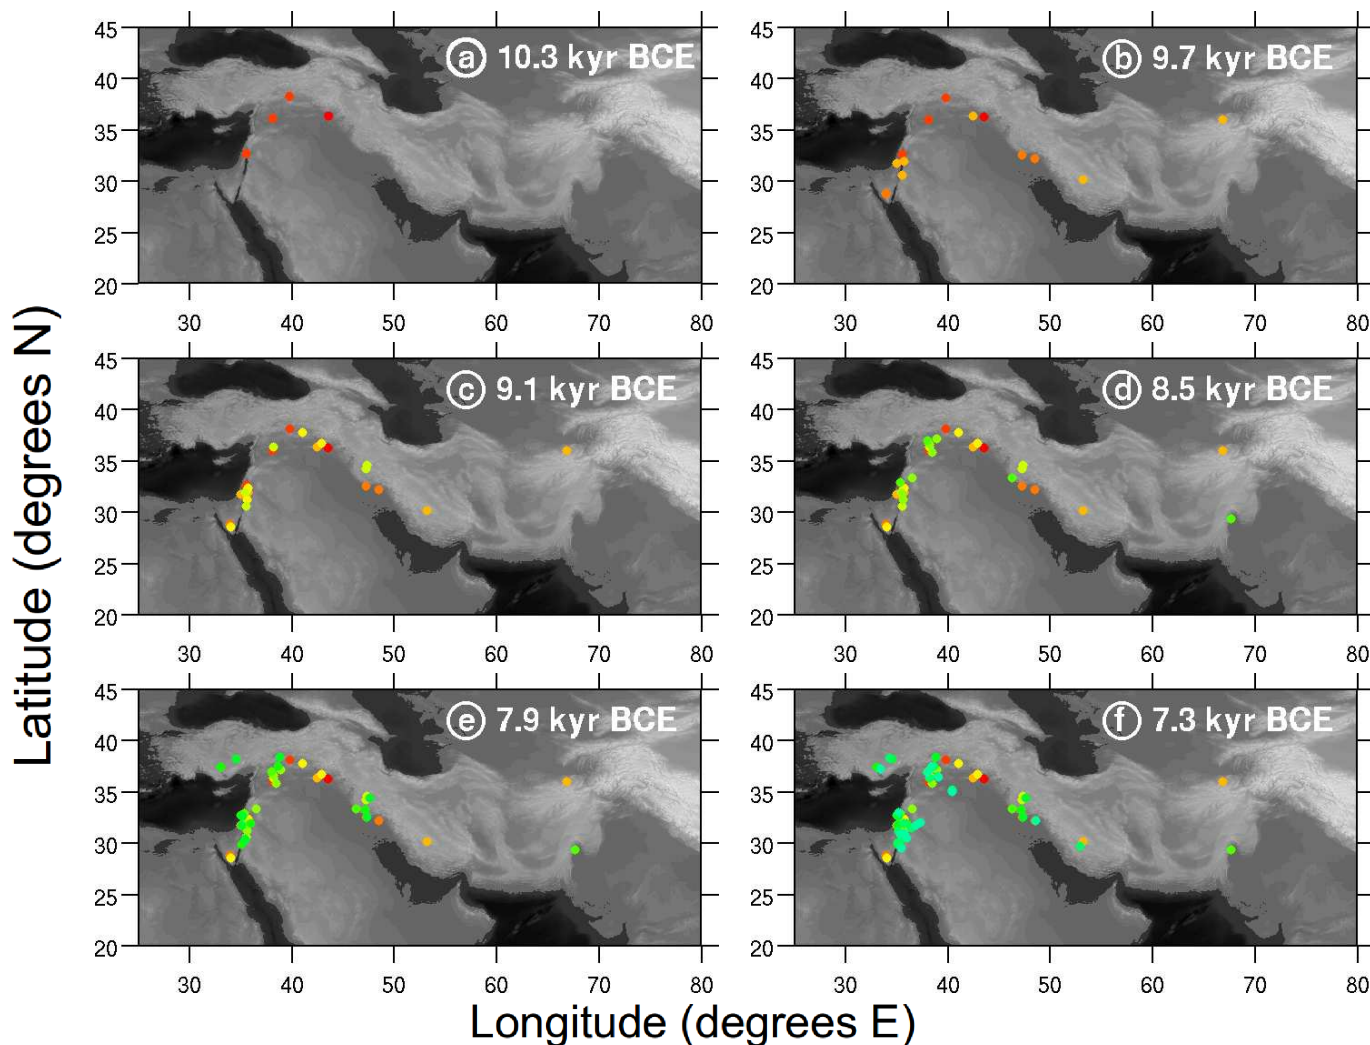 45
40
35
30
25
20
ⓐ 10.3 kyr BCE
30 40 50 60 70 80
45
40
35
30
25
20
ⓑ 9.7 kyr BCE
30 40 50 60 70 80
45
40
35
30
25
20
ⓒ 9.1 kyr BCE
30 40 50 60 70 80
45
40
35
30
25
20
ⓓ 8.5 kyr BCE
30 40 50 60 70 80
45
40
35
30
25
20
ⓔ 7.9 kyr BCE
30 40 50 60 70 80
45
40
35
30
25
20
ⓕ 7.3 kyr BCE
30 40 50 60 70 80
Latitude (degrees N)
Longitude (degrees E)